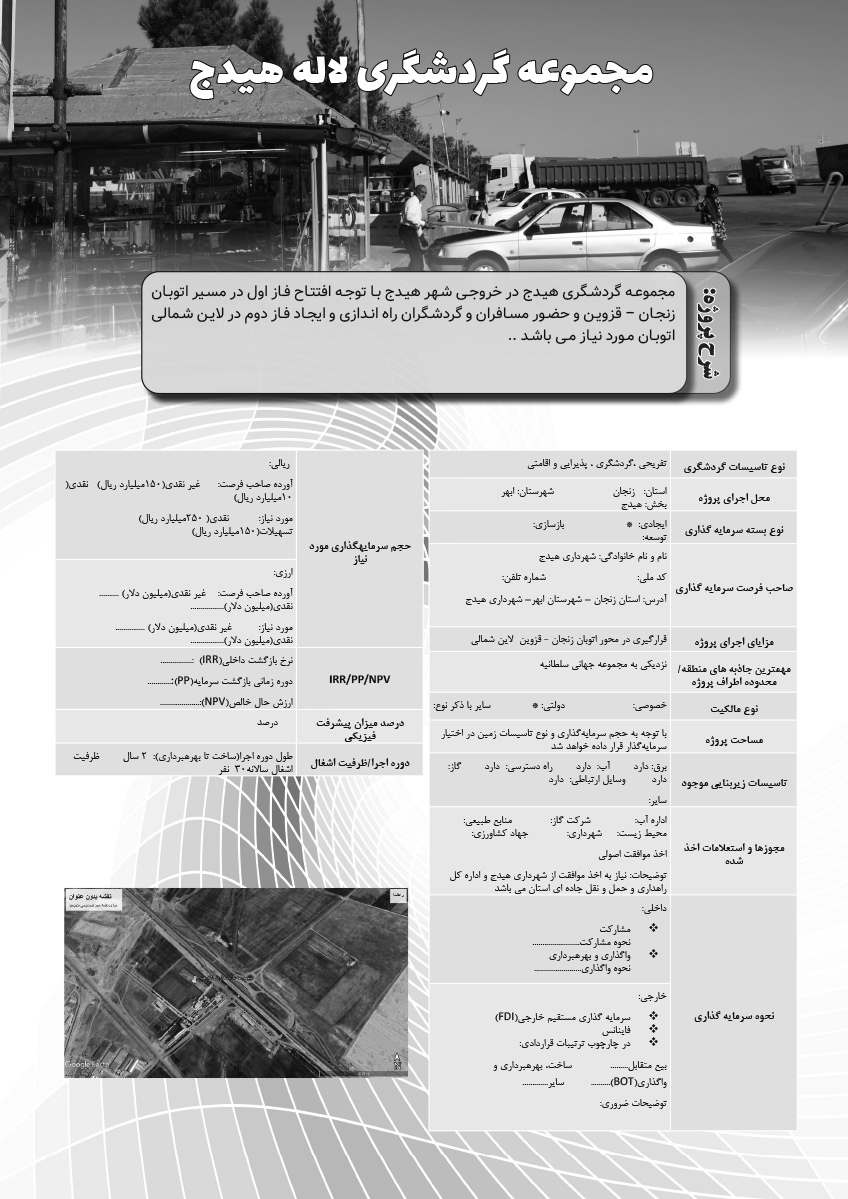 مجموعه گردشگری لاله هیدج
شرح پروژه:
مجموعه گردشگری هیدج در خروجی شهر هیدج با توجه افتتاح فاز اول در مسیر اتوبان
زنجان – قزوین و حضور مسافران و گردشگران راه اندازی و ایجاد فاز دوم در لاین شمالی
اتوبان مورد نیاز می باشد ..
نوع تاسیسات گردشگری
تفریحی ،گردشگری ، پذیرایی و اقامتی
محل اجرای پروژه
استان: زنجان شهرستان: ابهر
بخش: هیدج
نوع بسته سرمایه گذاری
ایجادی: * بازسازی:
توسعه:
صاحب فرصت سرمایه گذاری
نام و نام خانوادگی: شهرداری هیدج
کد ملی: شماره تلفن:
آدرس: استان زنجان – شهرستان ابهر– شهرداری هیدج
مزایای اجرای پروژه
قرارگیری در محور اتوبان زنجان – قزوین لاین شمالی
مهمترین جاذبه های منطقه/
محدوده اطراف پروژه
نزدیکی به مجموعه جهانی سلطانیه
نوع مالکیت
خصوصی: دولتی: * سایر با ذکر نوع:
مساحت پروژه
با توجه به حجم سرمایه‌گذاری و نوع تاسیسات زمین در اختیار
سرمایه‌گذار قرار داده خواهد شد
تاسیسات زیربنایی موجود
برق: دارد آب: دارد راه دسترسی: دارد گاز:
دارد وسایل ارتباطی: دارد
سایر:
مجوزها و استعلامات اخذ
شده
اداره آب: شرکت گاز: منابع طبیعی:
محیط زیست: شهرداری: جهاد کشاورزی:
اخذ موافقت اصولی
توضیحات: نیاز به اخذ موافقت از شهرداری هیدج و اداره کل
راهداری و حمل و نقل جاده ای استان می باشد
نحوه سرمایه گذاری
داخلی:
❖ مشارکت
نحوه مشارکت.......................
❖ واگذاری و بهرهبرداری
نحوه واگذاری.......................
خارجی:
❖ سرمایه گذاری مستقیم خارجی(FDI)
❖ فاینانس
❖ در چارچوب ترتیبات قراردادی:
بیع متقابل......... ساخت، بهرهبرداری و
واگذاری(BOT)......... سایر............
توضیحات ضروری:
حجم سرمایهگذاری مورد
نیاز
ریالی:
آورده صاحب فرصت: غیر نقدی(۱۵۰میلیارد ریال) نقدی(
۱۰میلیارد ریال)
مورد نیاز: نقدی( ۲۵۰میلیارد ریال)
تسهیلات(۱۵۰میلیارد ریال)
ارزی:
آورده صاحب فرصت: غیر نقدی(میلیون دلار) .........
نقدی(میلیون دلار)...............
مورد نیاز: غیر نقدی(میلیون دلار) .............
نقدی(میلیون دلار)...............
IRR/PP/NPV
نرخ بازگشت داخلی(IRR) :...............
دوره زمانی بازگشت سرمایه(PP):...........
ارزش حال خالص(NPV):...................
درصد میزان پیشرفت
فیزیکی
درصد
دوره اجرا/ظرفیت اشغال
طول دوره اجرا(ساخت تا بهرهبرداری): ۲ سال ظرفیت
اشغال سالانه۳۰ نفر
نقشه بدون عنوان
راهنما
Google Earth